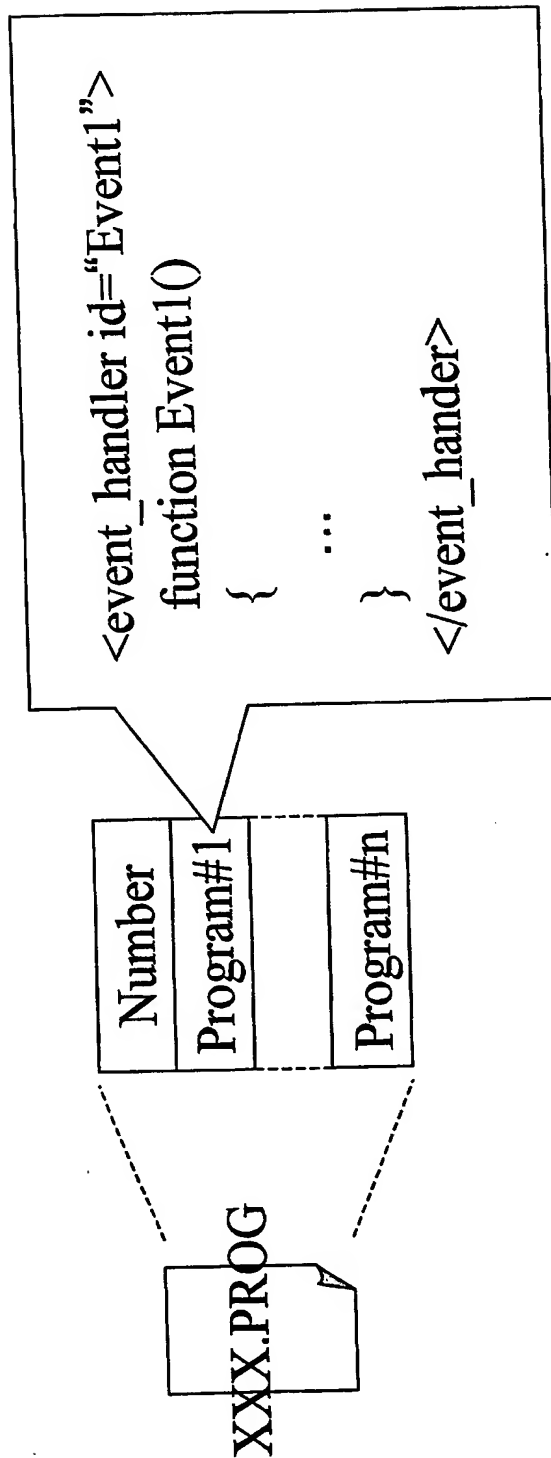 XXX.PROG
Number
Program#1
Program#n
<event_handler id=“Event1”>
function Event1()
{
...
}
</event_hander>